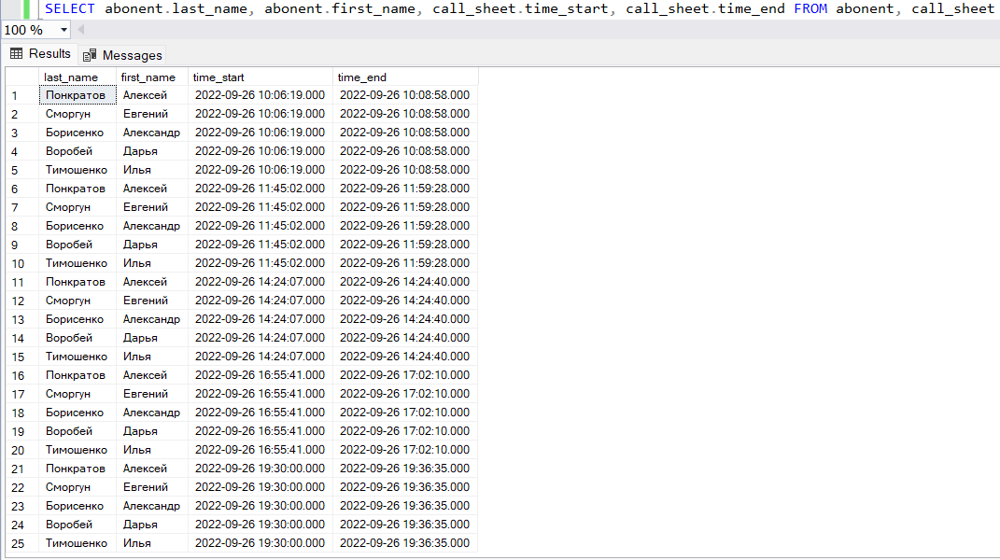 SELECT abonent.last_name, abonent.first_name, call_sheet.time_start, call_sheet.time_end FROM abonent, call_sheet
100 %
Results Messages
last_name first_name time_start time_end
1 Понкратов Алексей 2022-09-26 10:06:19.000 2022-09-26 10:08:58.000
2 Сморгун Евгений 2022-09-26 10:06:19.000 2022-09-26 10:08:58.000
3 Борисенко Александр 2022-09-26 10:06:19.000 2022-09-26 10:08:58.000
4 Воробей Дарья 2022-09-26 10:06:19.000 2022-09-26 10:08:58.000
5 Тимошенко Илья 2022-09-26 10:06:19.000 2022-09-26 10:08:58.000
6 Понкратов Алексей 2022-09-26 11:45:02.000 2022-09-26 11:59:28.000
7 Сморгун Евгений 2022-09-26 11:45:02.000 2022-09-26 11:59:28.000
8 Борисенко Александр 2022-09-26 11:45:02.000 2022-09-26 11:59:28.000
9 Воробей Дарья 2022-09-26 11:45:02.000 2022-09-26 11:59:28.000
10 Тимошенко Илья 2022-09-26 11:45:02.000 2022-09-26 11:59:28.000
11 Понкратов Алексей 2022-09-26 14:24:07.000 2022-09-26 14:24:40.000
12 Сморгун Евгений 2022-09-26 14:24:07.000 2022-09-26 14:24:40.000
13 Борисенко Александр 2022-09-26 14:24:07.000 2022-09-26 14:24:40.000
14 Воробей Дарья 2022-09-26 14:24:07.000 2022-09-26 14:24:40.000
15 Тимошенко Илья 2022-09-26 14:24:07.000 2022-09-26 14:24:40.000
16 Понкратов Алексей 2022-09-26 16:55:41.000 2022-09-26 17:02:10.000
17 Сморгун Евгений 2022-09-26 16:55:41.000 2022-09-26 17:02:10.000
18 Борисенко Александр 2022-09-26 16:55:41.000 2022-09-26 17:02:10.000
19 Воробей Дарья 2022-09-26 16:55:41.000 2022-09-26 17:02:10.000
20 Тимошенко Илья 2022-09-26 16:55:41.000 2022-09-26 17:02:10.000
21 Понкратов Алексей 2022-09-26 19:30:00.000 2022-09-26 19:36:35.000
22 Сморгун Евгений 2022-09-26 19:30:00.000 2022-09-26 19:36:35.000
23 Борисенко Александр 2022-09-26 19:30:00.000 2022-09-26 19:36:35.000
24 Воробей Дарья 2022-09-26 19:30:00.000 2022-09-26 19:36:35.000
25 Тимошенко Илья 2022-09-26 19:30:00.000 2022-09-26 19:36:35.000